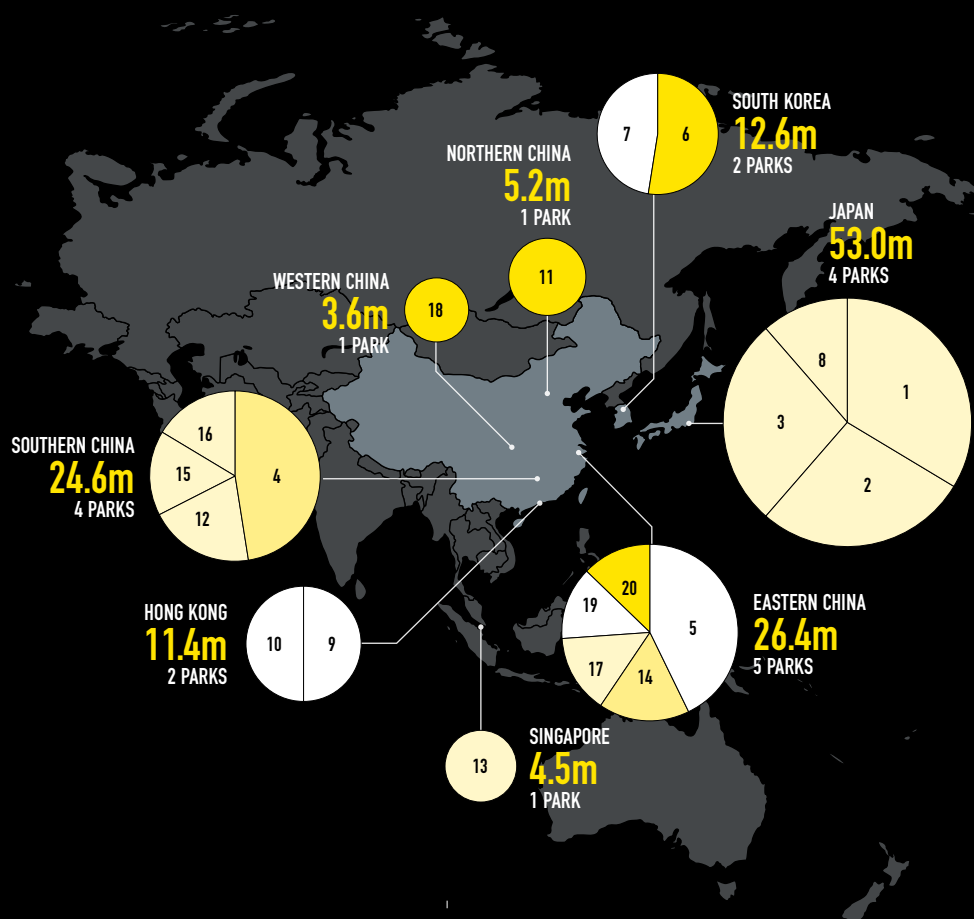 SOUTH KOREA
12.6m
2 PARKS
7
6
NORTHERN CHINA
5.2m
1 PARK
11
JAPAN
53.0m
4 PARKS
8
1
3
2
WESTERN CHINA
3.6m
1 PARK
18
SOUTHERN CHINA
24.6m
4 PARKS
16
15
4
12
HONG KONG
11.4m
2 PARKS
10
9
EASTERN CHINA
26.4m
5 PARKS
20
19
5
17
14
SINGAPORE
4.5m
1 PARK
13